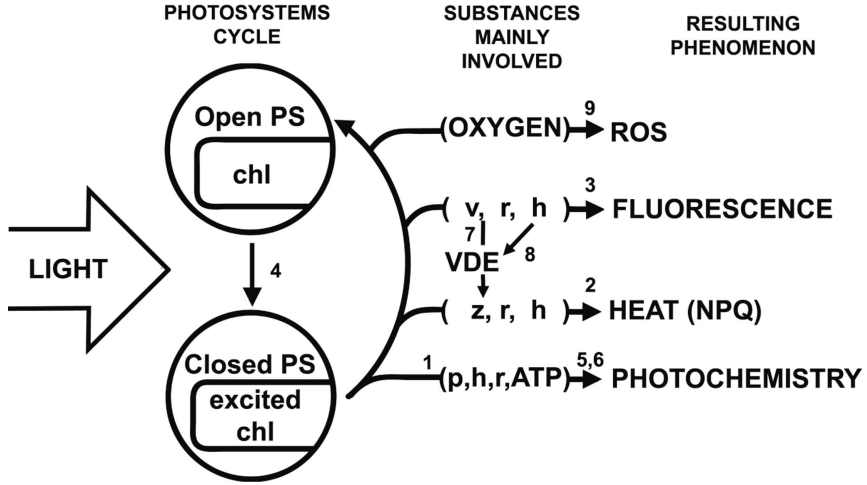 PHOTOSYSTEMS
CYCLE
SUBSTANCES
MAINLY
INVOLVED
RESULTING
PHENOMENON
Open PS
chl
LIGHT
4
Closed PS
excited
chl
(OXYGEN)
9
ROS
( v, r, h )
3
FLUORESCENCE
7
8
VDE
( z, r, h )
2
HEAT (NPQ)
1
(p,h,r,ATP)
5,6
PHOTOCHEMISTRY